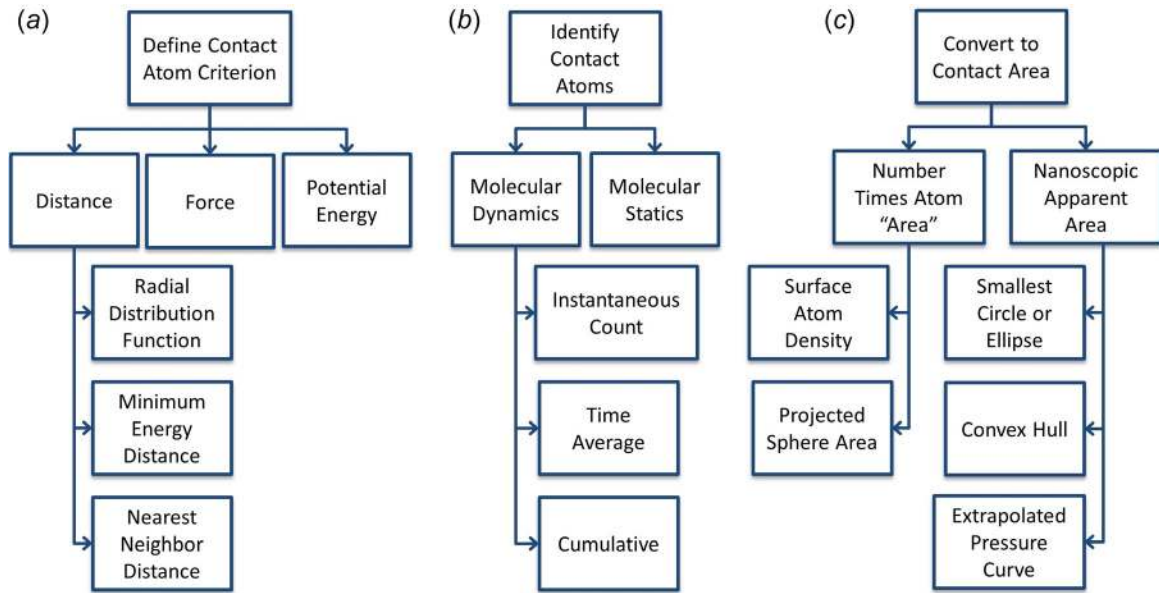 (a)
Define Contact
Atom Criterion
Distance
Force
Potential
Energy
Radial
Distribution
Function
Minimum
Energy
Distance
Nearest
Neighbor
Distance
(b)
Identify
Contact
Atoms
Molecular
Dynamics
Molecular
Statics
Instantaneous
Count
Time
Average
Cumulative
(c)
Convert to
Contact Area
Number
Times Atom
“Area”
Nanoscopic
Apparent
Area
Surface
Atom
Density
Projected
Sphere Area
Smallest
Circle or
Ellipse
Convex Hull
Extrapolated
Pressure
Curve